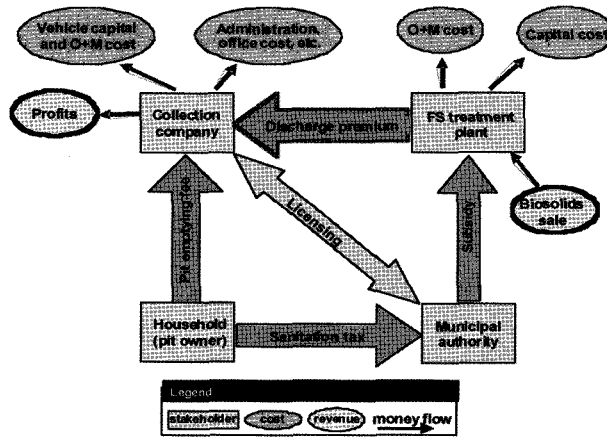 Vehicle capital
and O+M cost
Administration,
office cost, etc.
O+M cost
Capital cost
Profits
Collection
company
Discharge premium
FS treatment
plant
Pit emptying fee
Licensing
Subsidy
Biosolids
sale
Household
(pit owner)
Sanitation tax
Municipal
authority
Legend
stakeholder
cost
revenue
money flow